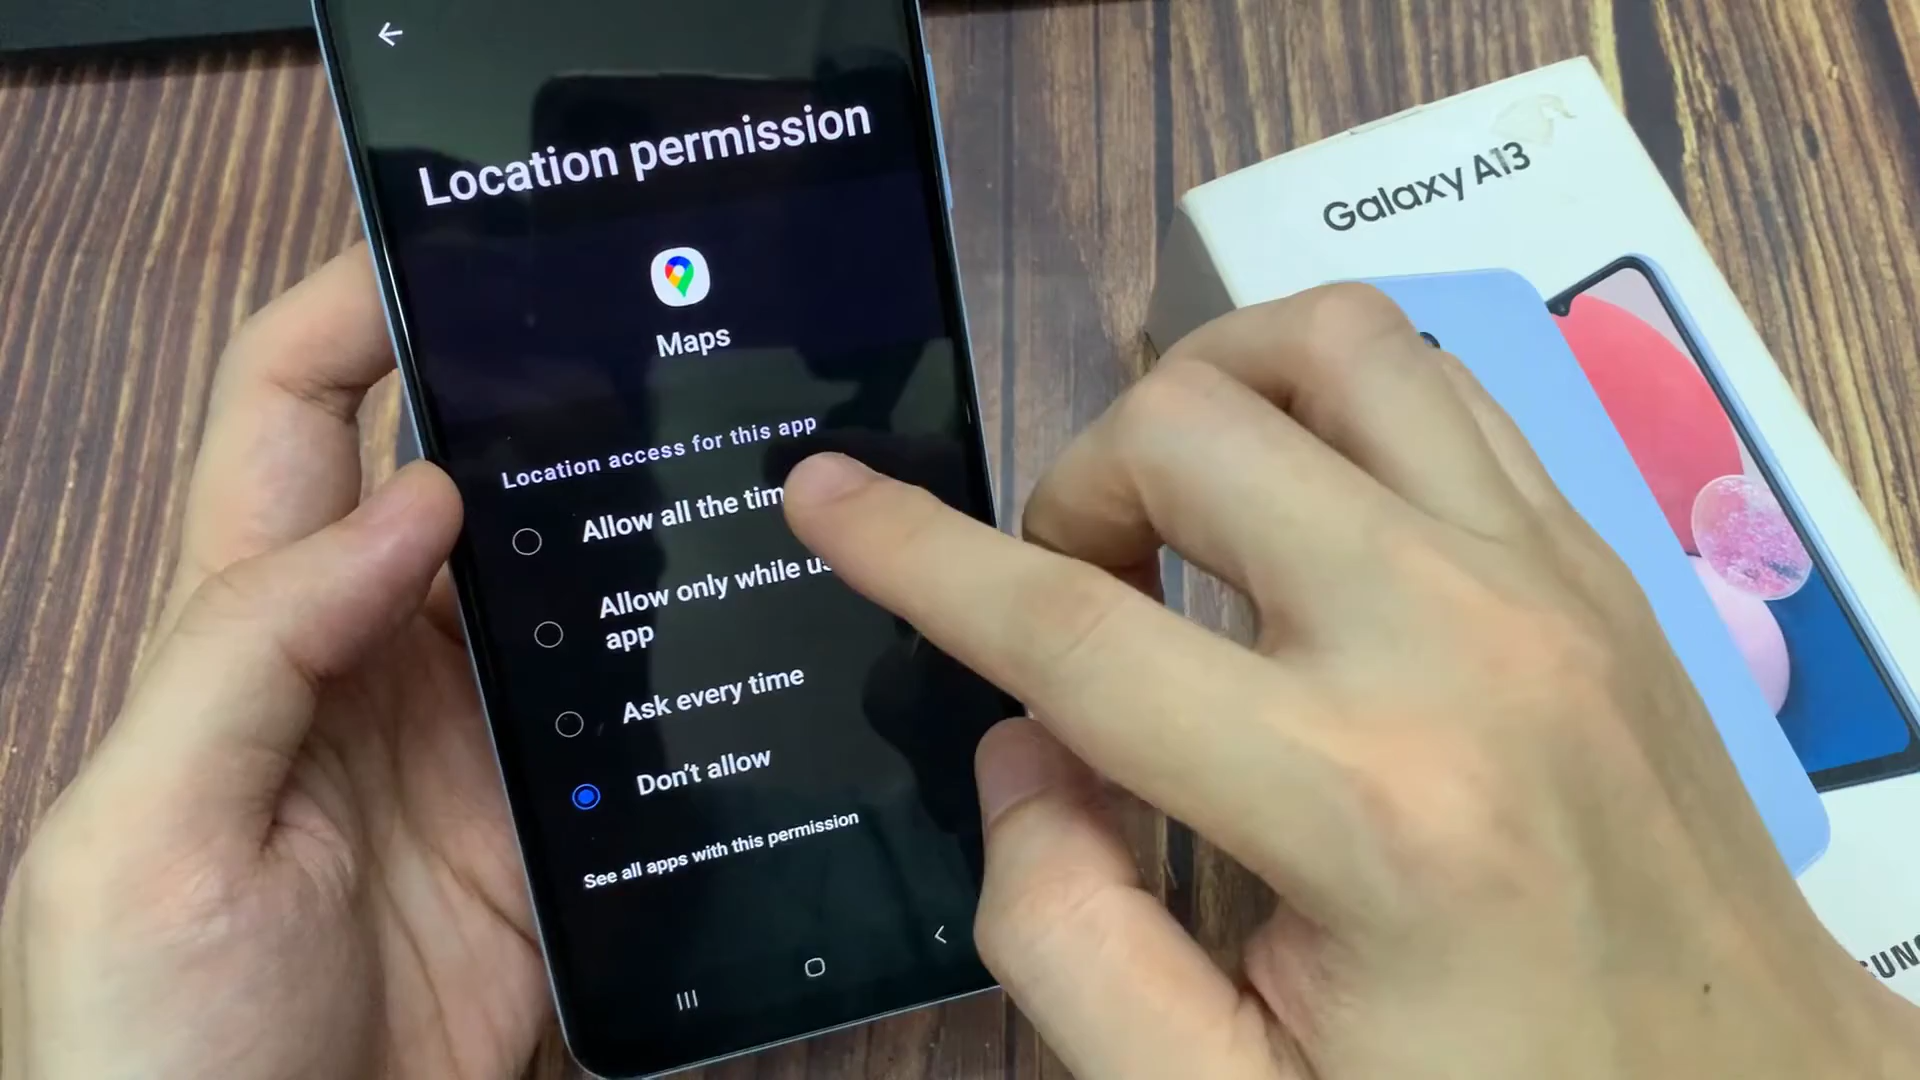 Location permission
Maps
Location access for this app
Allow all the
Allow only while
app
Ask every time
Don't allow
See all apps with this permission
Galaxy A13